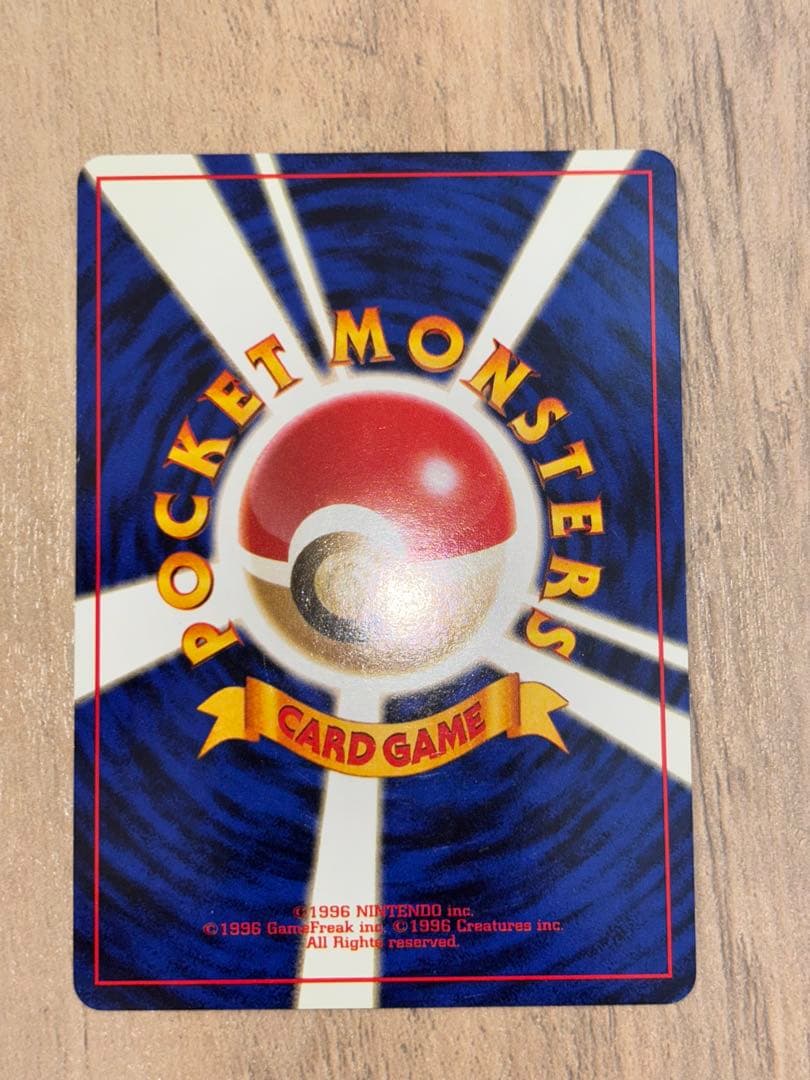 POCKET MONSTERS
CARD GAME
©1996 NINTENDO inc.
©1996 GameFreak inc. ©1996 Creatures inc.
All Rights reserved.